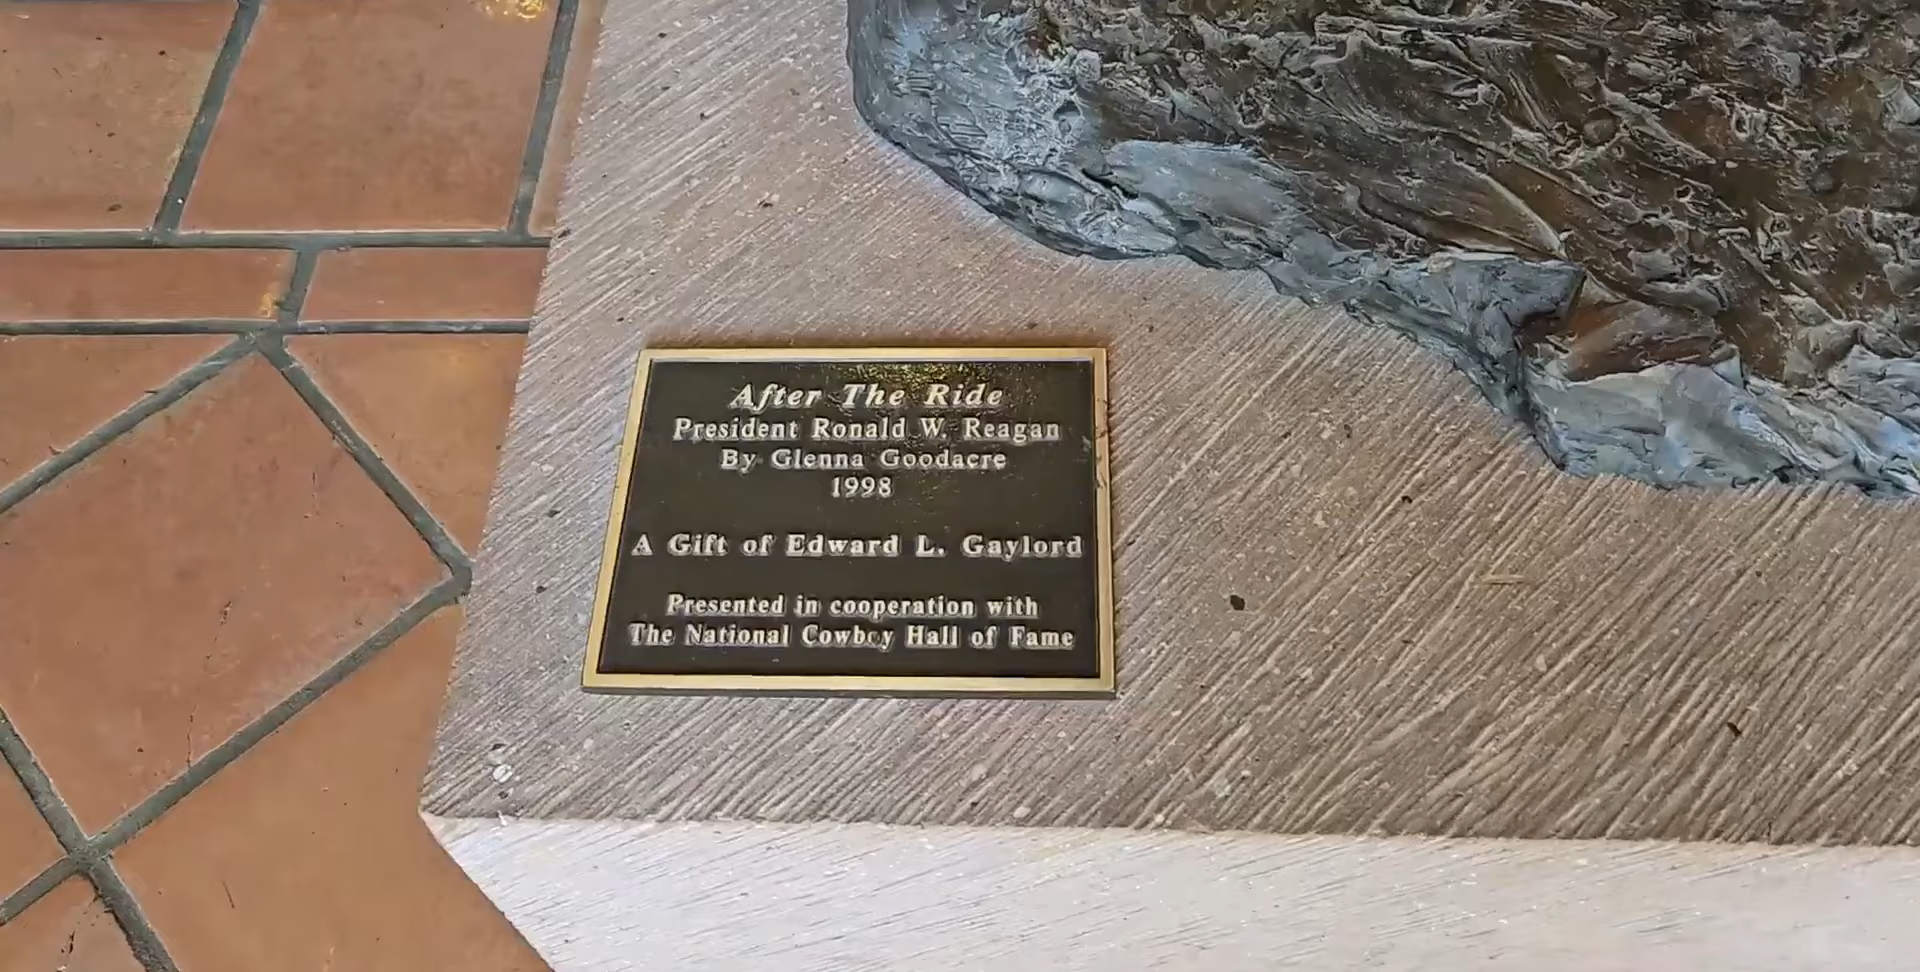 After The Ride
President Ronald W. Reagan
By Glenna Goodacre
1998
A Gift of Edward L. Gaylord
Presented in cooperation with
The National Cowboy Hall of Fame